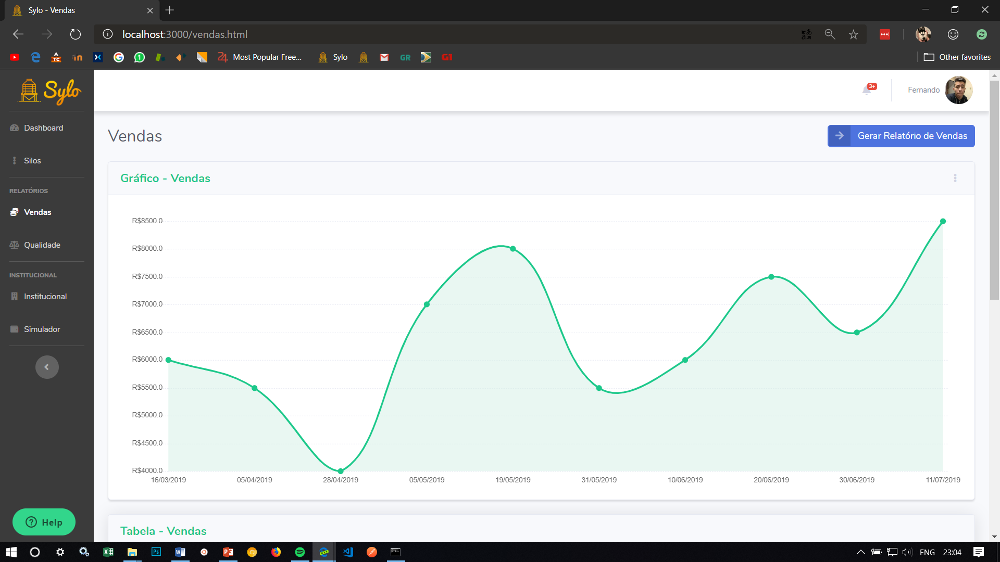 Sylo - Vendas
localhost:3000/vendas.html
Most Popular Free...
Sylo
GR
G1
Other favorites
Sylo
3+
Fernando
Dashboard
Silos
RELATÓRIOS
Vendas
Qualidade
INSTITUCIONAL
Institucional
Simulador
Help
Vendas
Gerar Relatório de Vendas
Gráfico - Vendas
R$8500.0
R$8000.0
R$7500.0
R$7000.0
R$6500.0
R$6000.0
R$5500.0
R$5000.0
R$4500.0
R$4000.0
16/03/2019 05/04/2019 28/04/2019 05/05/2019 19/05/2019 31/05/2019 10/06/2019 20/06/2019 30/06/2019 11/07/2019
Tabela - Vendas
ENG 23:04